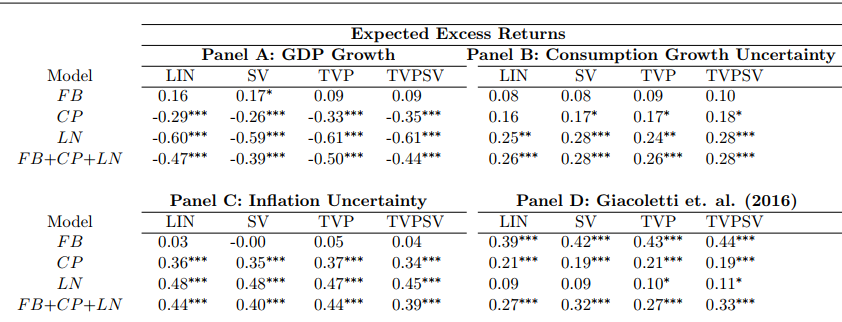 Expected Excess Returns
Panel A: GDP Growth Panel B: Consumption Growth Uncertainty
Model LIN SV TVP TVPSV LIN SV TVP TVPSV
FB 0.16 0.17* 0.09 0.09 0.08 0.08 0.09 0.10
CP -0.29*** -0.26*** -0.33*** -0.35*** 0.16 0.17* 0.17* 0.18*
LN -0.60*** -0.59*** -0.61*** -0.61*** 0.25** 0.28*** 0.24** 0.28***
FB+CP+LN -0.47*** -0.39*** -0.50*** -0.44*** 0.26*** 0.28*** 0.26*** 0.28***
Panel C: Inflation Uncertainty Panel D: Giacoletti et. al. (2016)
Model LIN SV TVP TVPSV LIN SV TVP TVPSV
FB 0.03 -0.00 0.05 0.04 0.39*** 0.42*** 0.43*** 0.44***
CP 0.36*** 0.35*** 0.37*** 0.34*** 0.21*** 0.19*** 0.21*** 0.19***
LN 0.48*** 0.48*** 0.47*** 0.45*** 0.09 0.09 0.10* 0.11*
FB+CP+LN 0.44*** 0.40*** 0.44*** 0.39*** 0.27*** 0.32*** 0.27*** 0.33***